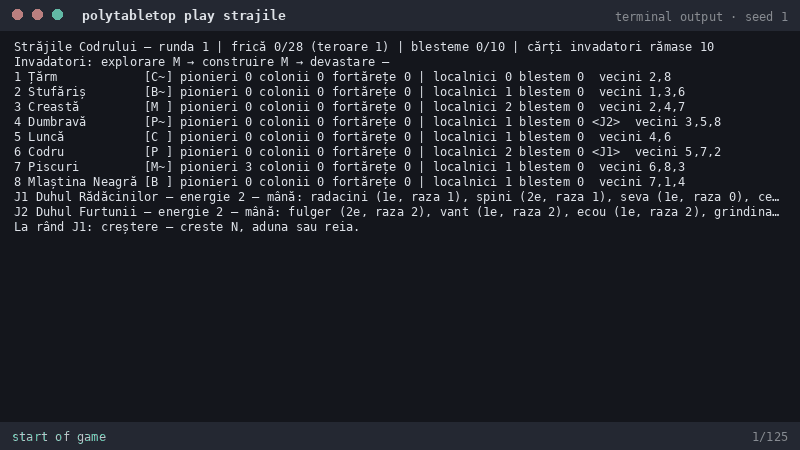 polytabletop play strajile
terminal output · seed 1
Străjile Codrului — runda 1 | frică 0/28 (teroare 1) | blesteme 0/10 | cărți invadatori rămase 10
Invadatori: explorare M → construire M → devastare —
1 Țărm            [C~] pionieri 0 colonii 0 fortărețe 0 | localnici 0 blestem 0  vecini 2,8
2 Stufăriș        [B~] pionieri 0 colonii 0 fortărețe 0 | localnici 1 blestem 0  vecini 1,3,6
3 Creastă         [M ] pionieri 0 colonii 0 fortărețe 0 | localnici 2 blestem 0  vecini 2,4,7
4 Dumbravă        [P~] pionieri 0 colonii 0 fortărețe 0 | localnici 1 blestem 0 <J2>  vecini 3,5,8
5 Luncă           [C ] pionieri 0 colonii 0 fortărețe 0 | localnici 1 blestem 0  vecini 4,6
6 Codru           [P ] pionieri 0 colonii 0 fortărețe 0 | localnici 2 blestem 0 <J1>  vecini 5,7,2
7 Piscuri         [M~] pionieri 3 colonii 0 fortărețe 0 | localnici 1 blestem 0  vecini 6,8,3
8 Mlaștina Neagră [B ] pionieri 0 colonii 0 fortărețe 0 | localnici 1 blestem 0  vecini 7,1,4
J1 Duhul Rădăcinilor — energie 2 — mână: radacini (1e, raza 1), spini (2e, raza 1), seva (1e, raza 0), ce…
J2 Duhul Furtunii — energie 2 — mână: fulger (2e, raza 2), vant (1e, raza 2), ecou (1e, raza 2), grindina…
La rând J1: creștere — creste N, aduna sau reia.
start of game
1/125